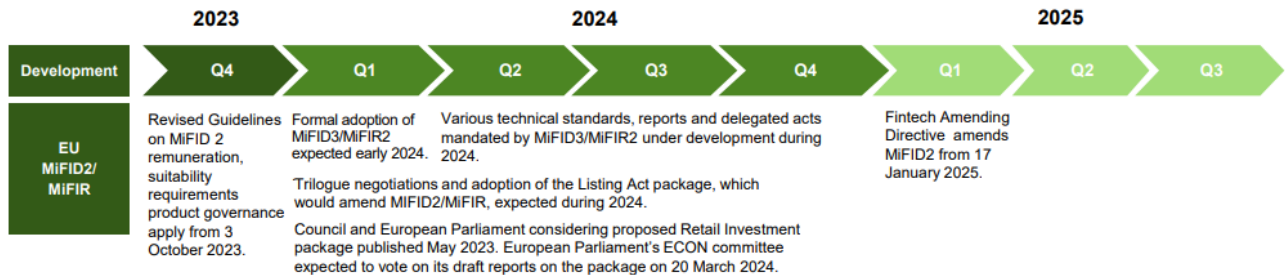 2023
2024
2025
Development
Q4
Q1
Q2
Q3
Q4
Q1
Q2
Q3
EU
MiFID2/
MiFIR
Revised Guidelines
on MiFID 2
remuneration,
suitability
requirements
product governance
apply from 3
October 2023.
Formal adoption of
MiFID3/MiFIR2
expected early 2024.
Various technical standards, reports and delegated acts
mandated by MiFID3/MiFIR2 under development during
2024.
Trilogue negotiations and adoption of the Listing Act package, which
would amend MIFID2/MiFIR, expected during 2024.
Council and European Parliament considering proposed Retail Investment
package published May 2023. European Parliament's ECON committee
expected to vote on its draft reports on the package on 20 March 2024.
Fintech Amending
Directive amends
MiFID2 from 17
January 2025.